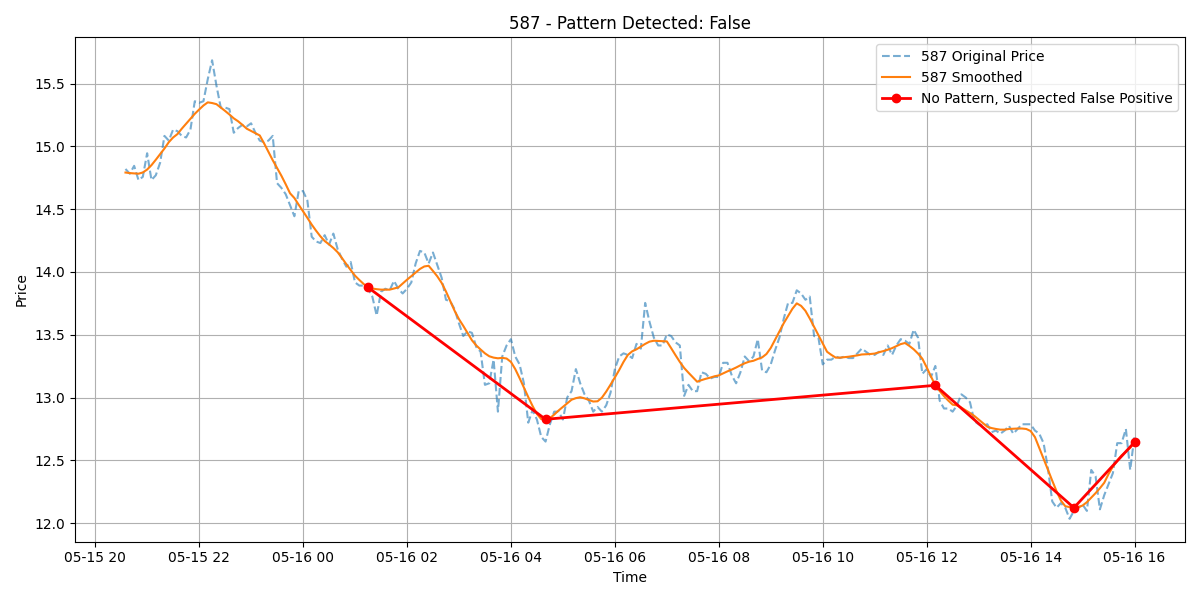 587 - Pattern Detected: False
587 Original Price
587 Smoothed
No Pattern, Suspected False Positive
Price
15.5
15.0
14.5
14.0
13.5
13.0
12.5
12.0
05-15 20 05-15 22 05-16 00 05-16 02 05-16 04 05-16 06 05-16 08 05-16 10 05-16 12 05-16 14 05-16 16
Time